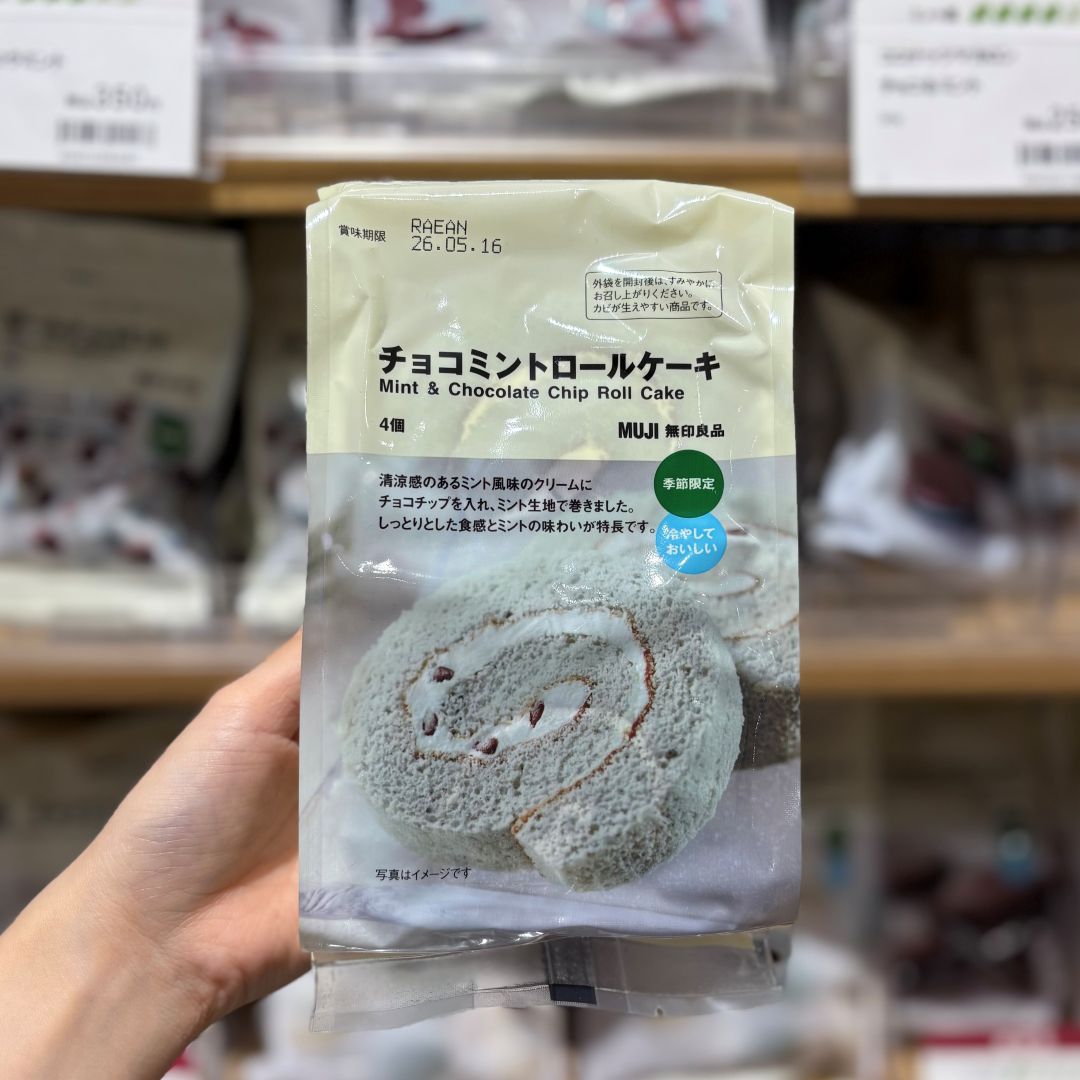 350
賞味期限
RAEAN
26.05.16
外袋を開封後は、すみやかに
お召し上がりください。
カビが生えやすい商品です。
チョコミントロールケーキ
Mint & Chocolate Chip Roll Cake
4個
MUJI 無印良品
清涼感のあるミント風味のクリームに
チョコチップを入れ、ミント生地で巻きました。
しっとりとした食感とミントの味わいが特長です。
季節限定
冷やして
おいしい
写真はイメージです